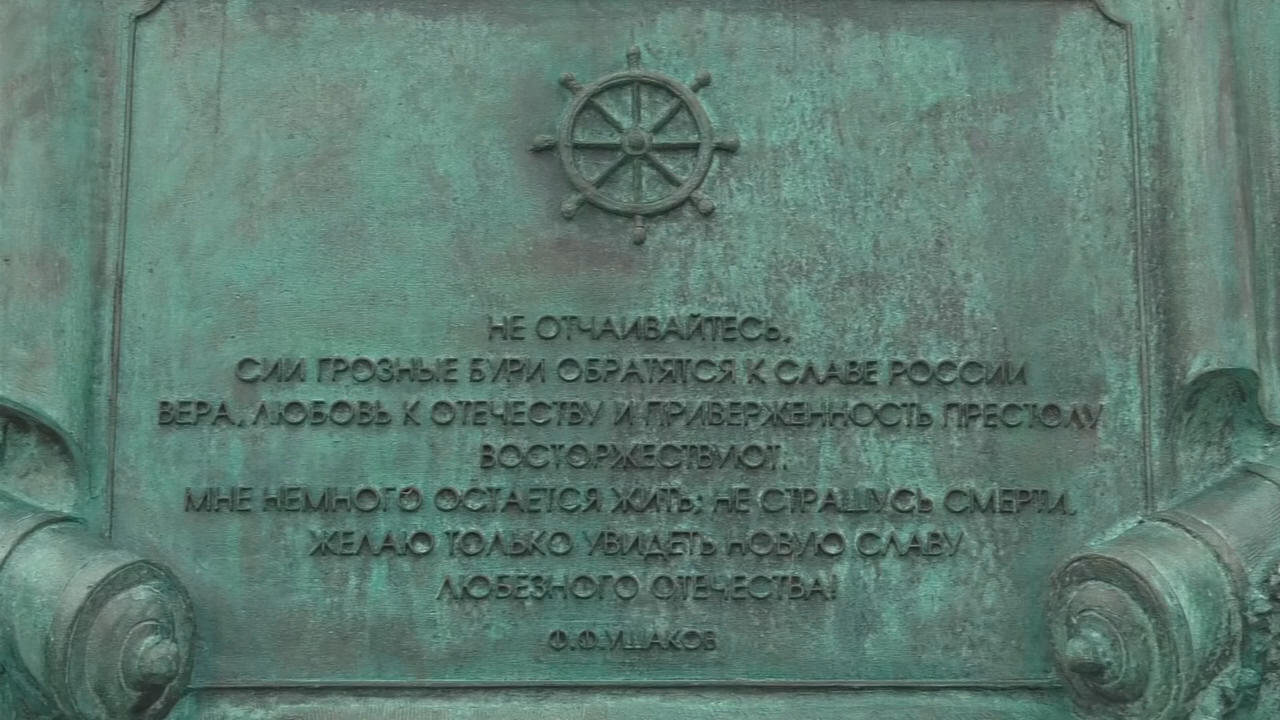 НЕ ОТЧАИВАЙТЕСЬ,
СИИ ГРОЗНЫЕ БУРИ ОБРАТЯТСЯ К СЛАВЕ РОССИИ
ВЕРА, ЛЮБОВЬ К ОТЕЧЕСТВУ И ПРИВЕРЖЕННОСТЬ ПРЕСТОЛУ
ВОСТОРЖЕСТВУЮТ.
МНЕ НЕМНОГО ОСТАЕТСЯ ЖИТЬ; НЕ СТРАШУСЬ СМЕРТИ,
ЖЕЛАЮ ТОЛЬКО УВИДЕТЬ НОВУЮ СЛАВУ
ЛЮБЕЗНОГО ОТЕЧЕСТВА!
Ф.Ф.УШАКОВ